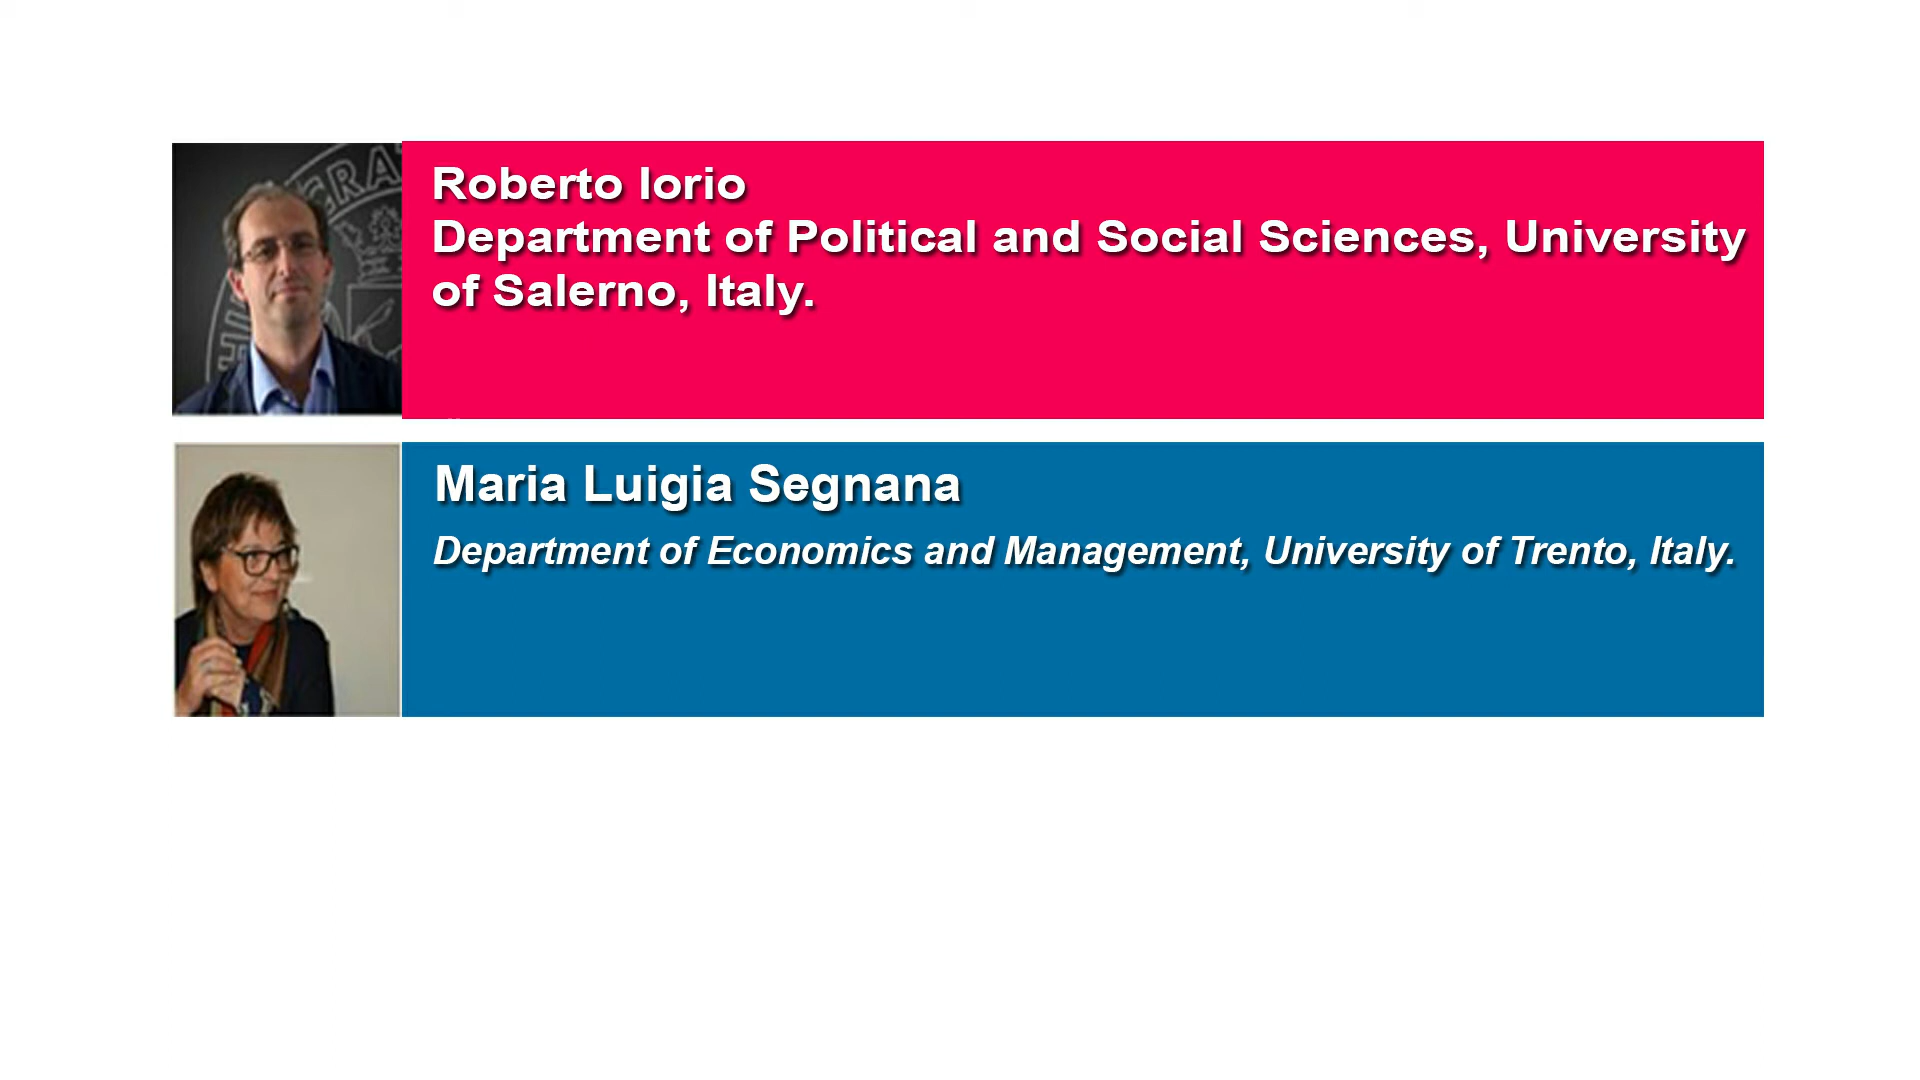 Roberto Iorio
Department of Political and Social Sciences, University
of Salerno, Italy.
Maria Luigia Segnana
Department of Economics and Management, University of Trento, Italy.